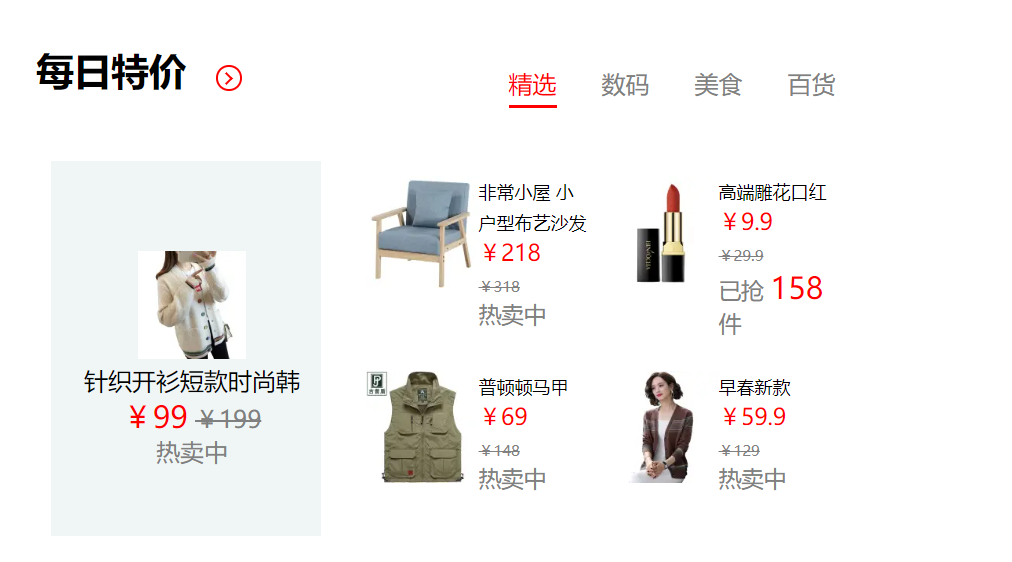 每日特价
精选 数码 美食 百货
针织开衫短款时尚韩
￥99 ￥199
热卖中
非常小屋 小
户型布艺沙发
￥218
￥318
热卖中
高端雕花口红
￥9.9
￥29.9
已抢 158
件
普顿顿马甲
￥69
￥148
热卖中
早春新款
￥59.9
￥129
热卖中